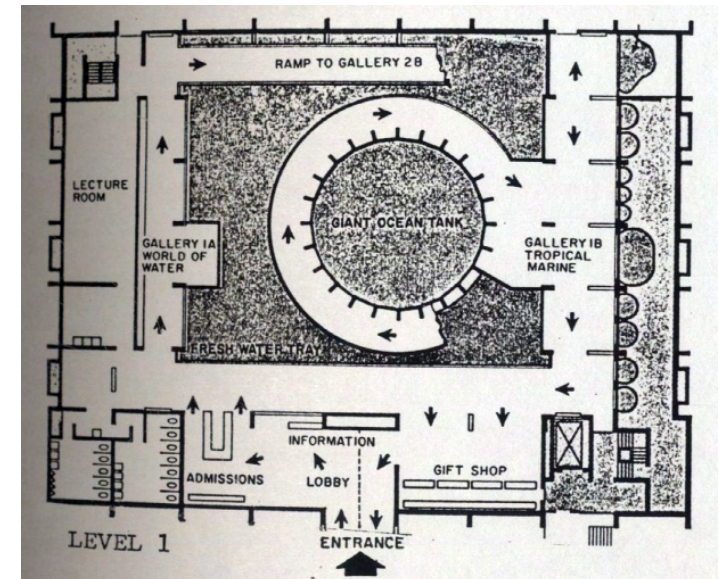 RAMP TO GALLERY 2B
LECTURE
ROOM
GIANT OCEAN TANK
GALLERY 1A
WORLD OF
WATER
GALLERY 1B
TROPICAL
MARINE
FRESH WATER TRAY
INFORMATION
ADMISSIONS
LOBBY
GIFT SHOP
LEVEL 1
ENTRANCE